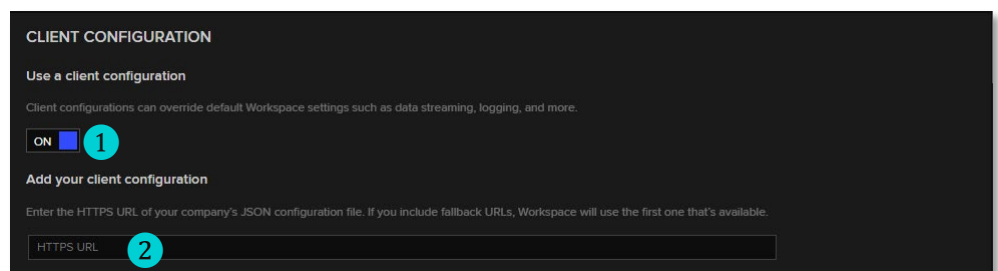 CLIENT CONFIGURATION
Use a client configuration
Client configurations can override default Workspace settings such as data streaming, logging, and more.
ON 1
Add your client configuration
Enter the HTTPS URL of your company's JSON configuration file. If you include fallback URLs, Workspace will use the first one that's available.
HTTPS URL 2